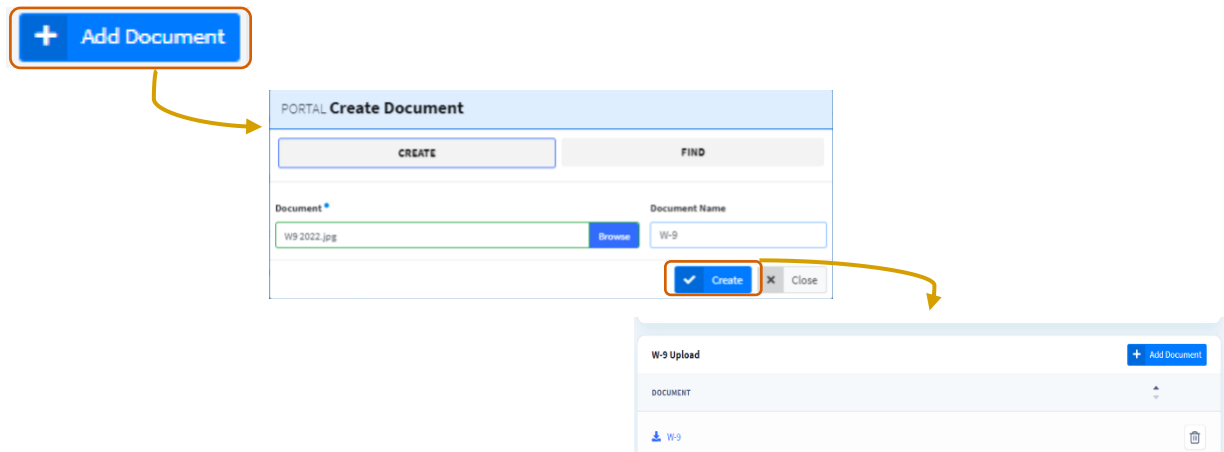 + Add Document
PORTAL Create Document
CREATE FIND
Document Document Name
W9 2022.jpg Browse W-9
Create Close
W-9 Upload + Add Document
DOCUMENT
W-9